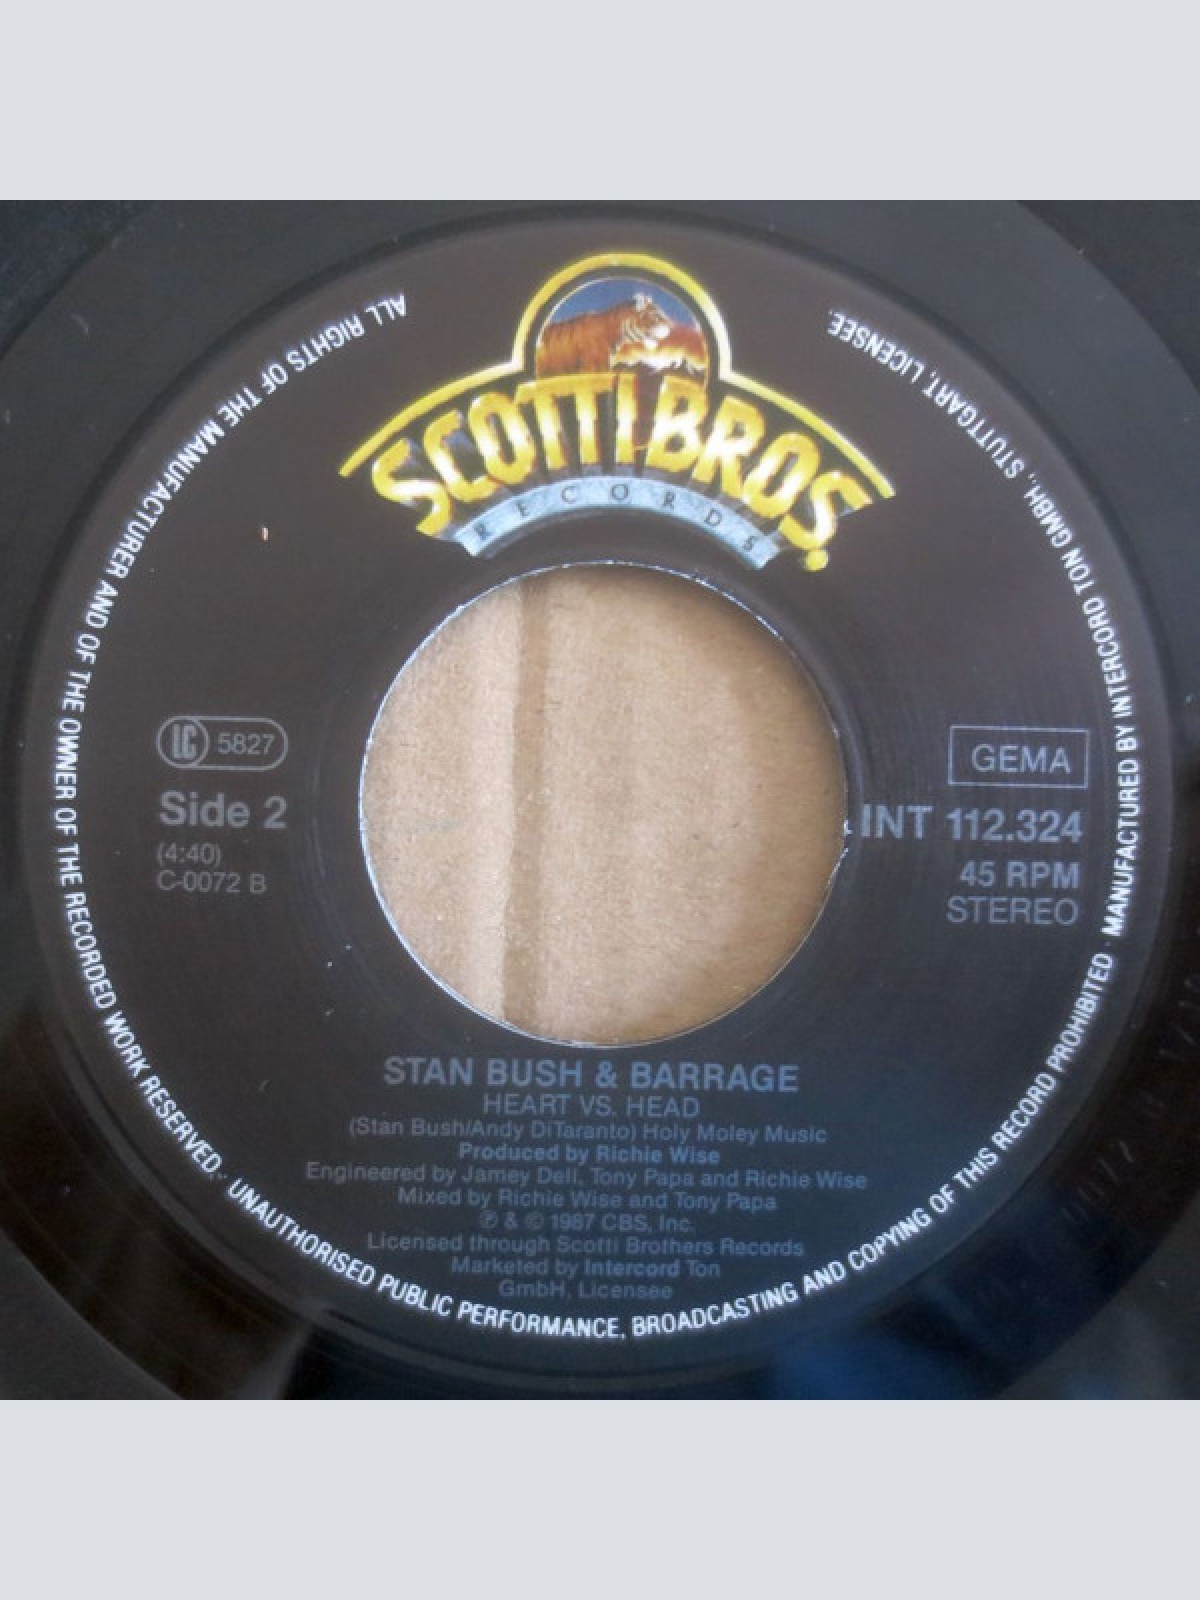 SCOTTI BROS.
RECORDS
LC 5827
Side 2
(4:40)
C-0072 B
GEMA
INT 112.324
45 RPM
STEREO
STAN BUSH & BARRAGE
HEART VS. HEAD
(Stan Bush/Andy DiTaranto) Holy Moley Music
Produced by Richie Wise
Engineered by Jamey Dell, Tony Papa and Richie Wise
Mixed by Richie Wise and Tony Papa
℗ & © 1987 CBS, Inc.
Licensed through Scotti Brothers Records
Marketed by Intercord Ton
GmbH, Licensee
ALL RIGHTS OF THE MANUFACTURER AND OF THE OWNER OF THE RECORDED WORK RESERVED. UNAUTHORISED PUBLIC PERFORMANCE, BROADCASTING AND COPYING OF THIS RECORD PROHIBITED · MANUFACTURED BY INTERCORD TON GMBH., STUTTGART, LICENSEE.